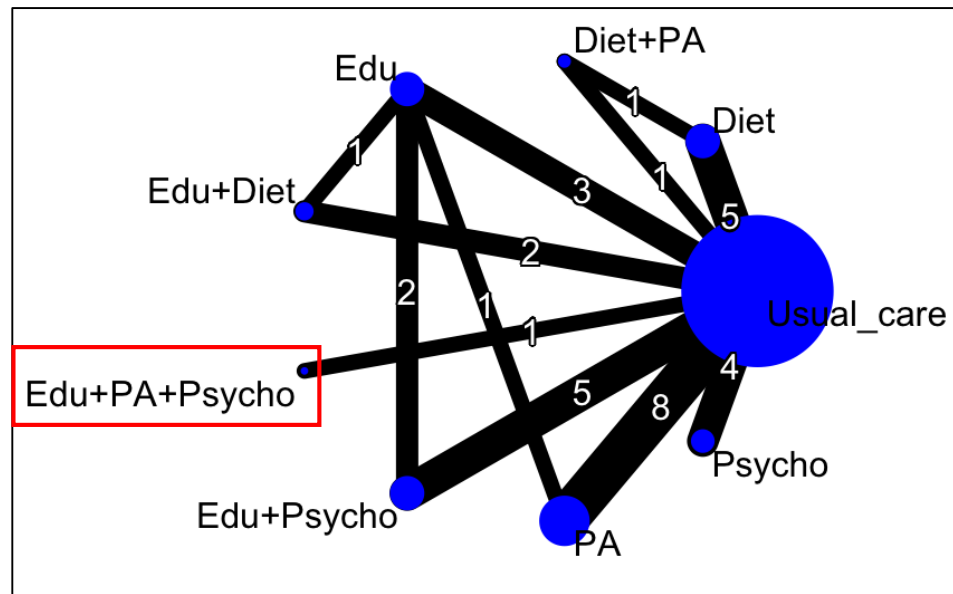 Diet+PA
Edu
1
Diet
1
1
Edu+Diet
3
5
2
2
1
Usual_care
1
4
Edu+PA+Psycho
5
8
Psycho
Edu+Psycho
PA